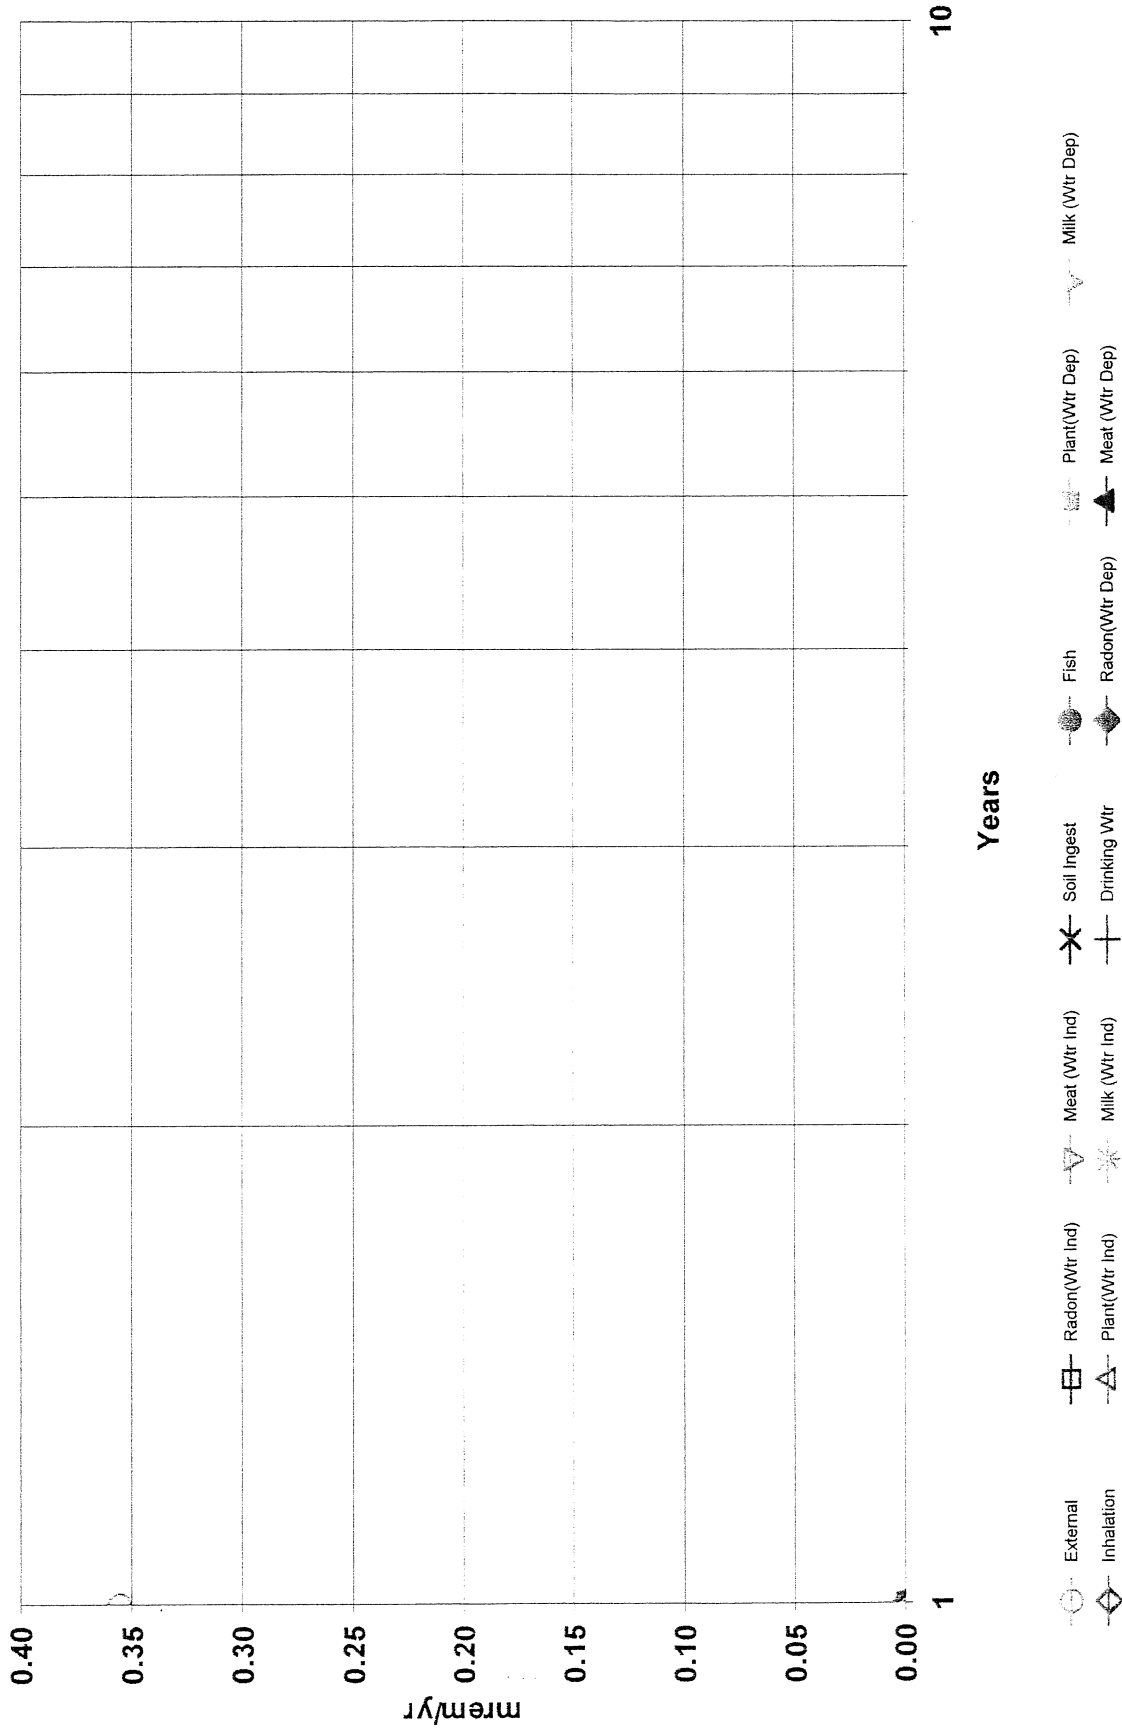 0.40
0.35
0.30
0.25
0.20
0.15
0.10
0.05
0.00
mrem/yr
1
10
Years
External
Radon(Wtr Ind)
Meat (Wtr Ind)
Soil Ingest
Fish
Plant(Wtr Dep)
Milk (Wtr Dep)
Inhalation
Plant(Wtr Ind)
Milk (Wtr Ind)
Drinking Wtr
Radon(Wtr Dep)
Meat (Wtr Dep)